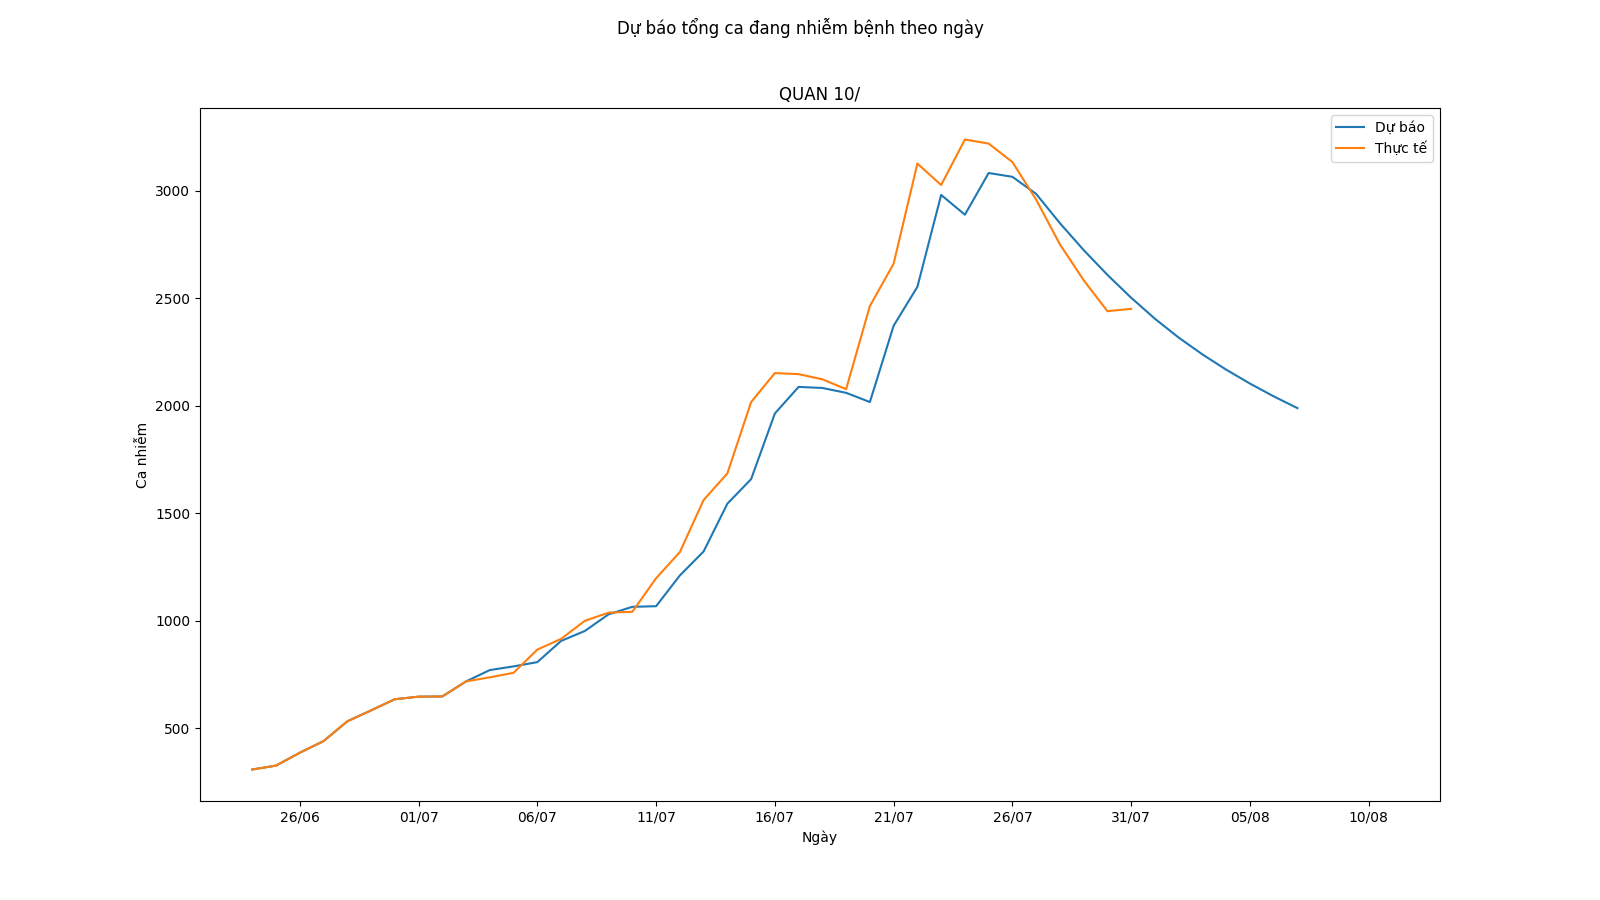 Dự báo tổng ca đang nhiễm bệnh theo ngày
QUAN 10/
Dự báo
Thực tế
3000
2500
2000
1500
1000
500
Ca nhiễm
26/06 01/07 06/07 11/07 16/07 21/07 26/07 31/07 05/08 10/08
Ngày